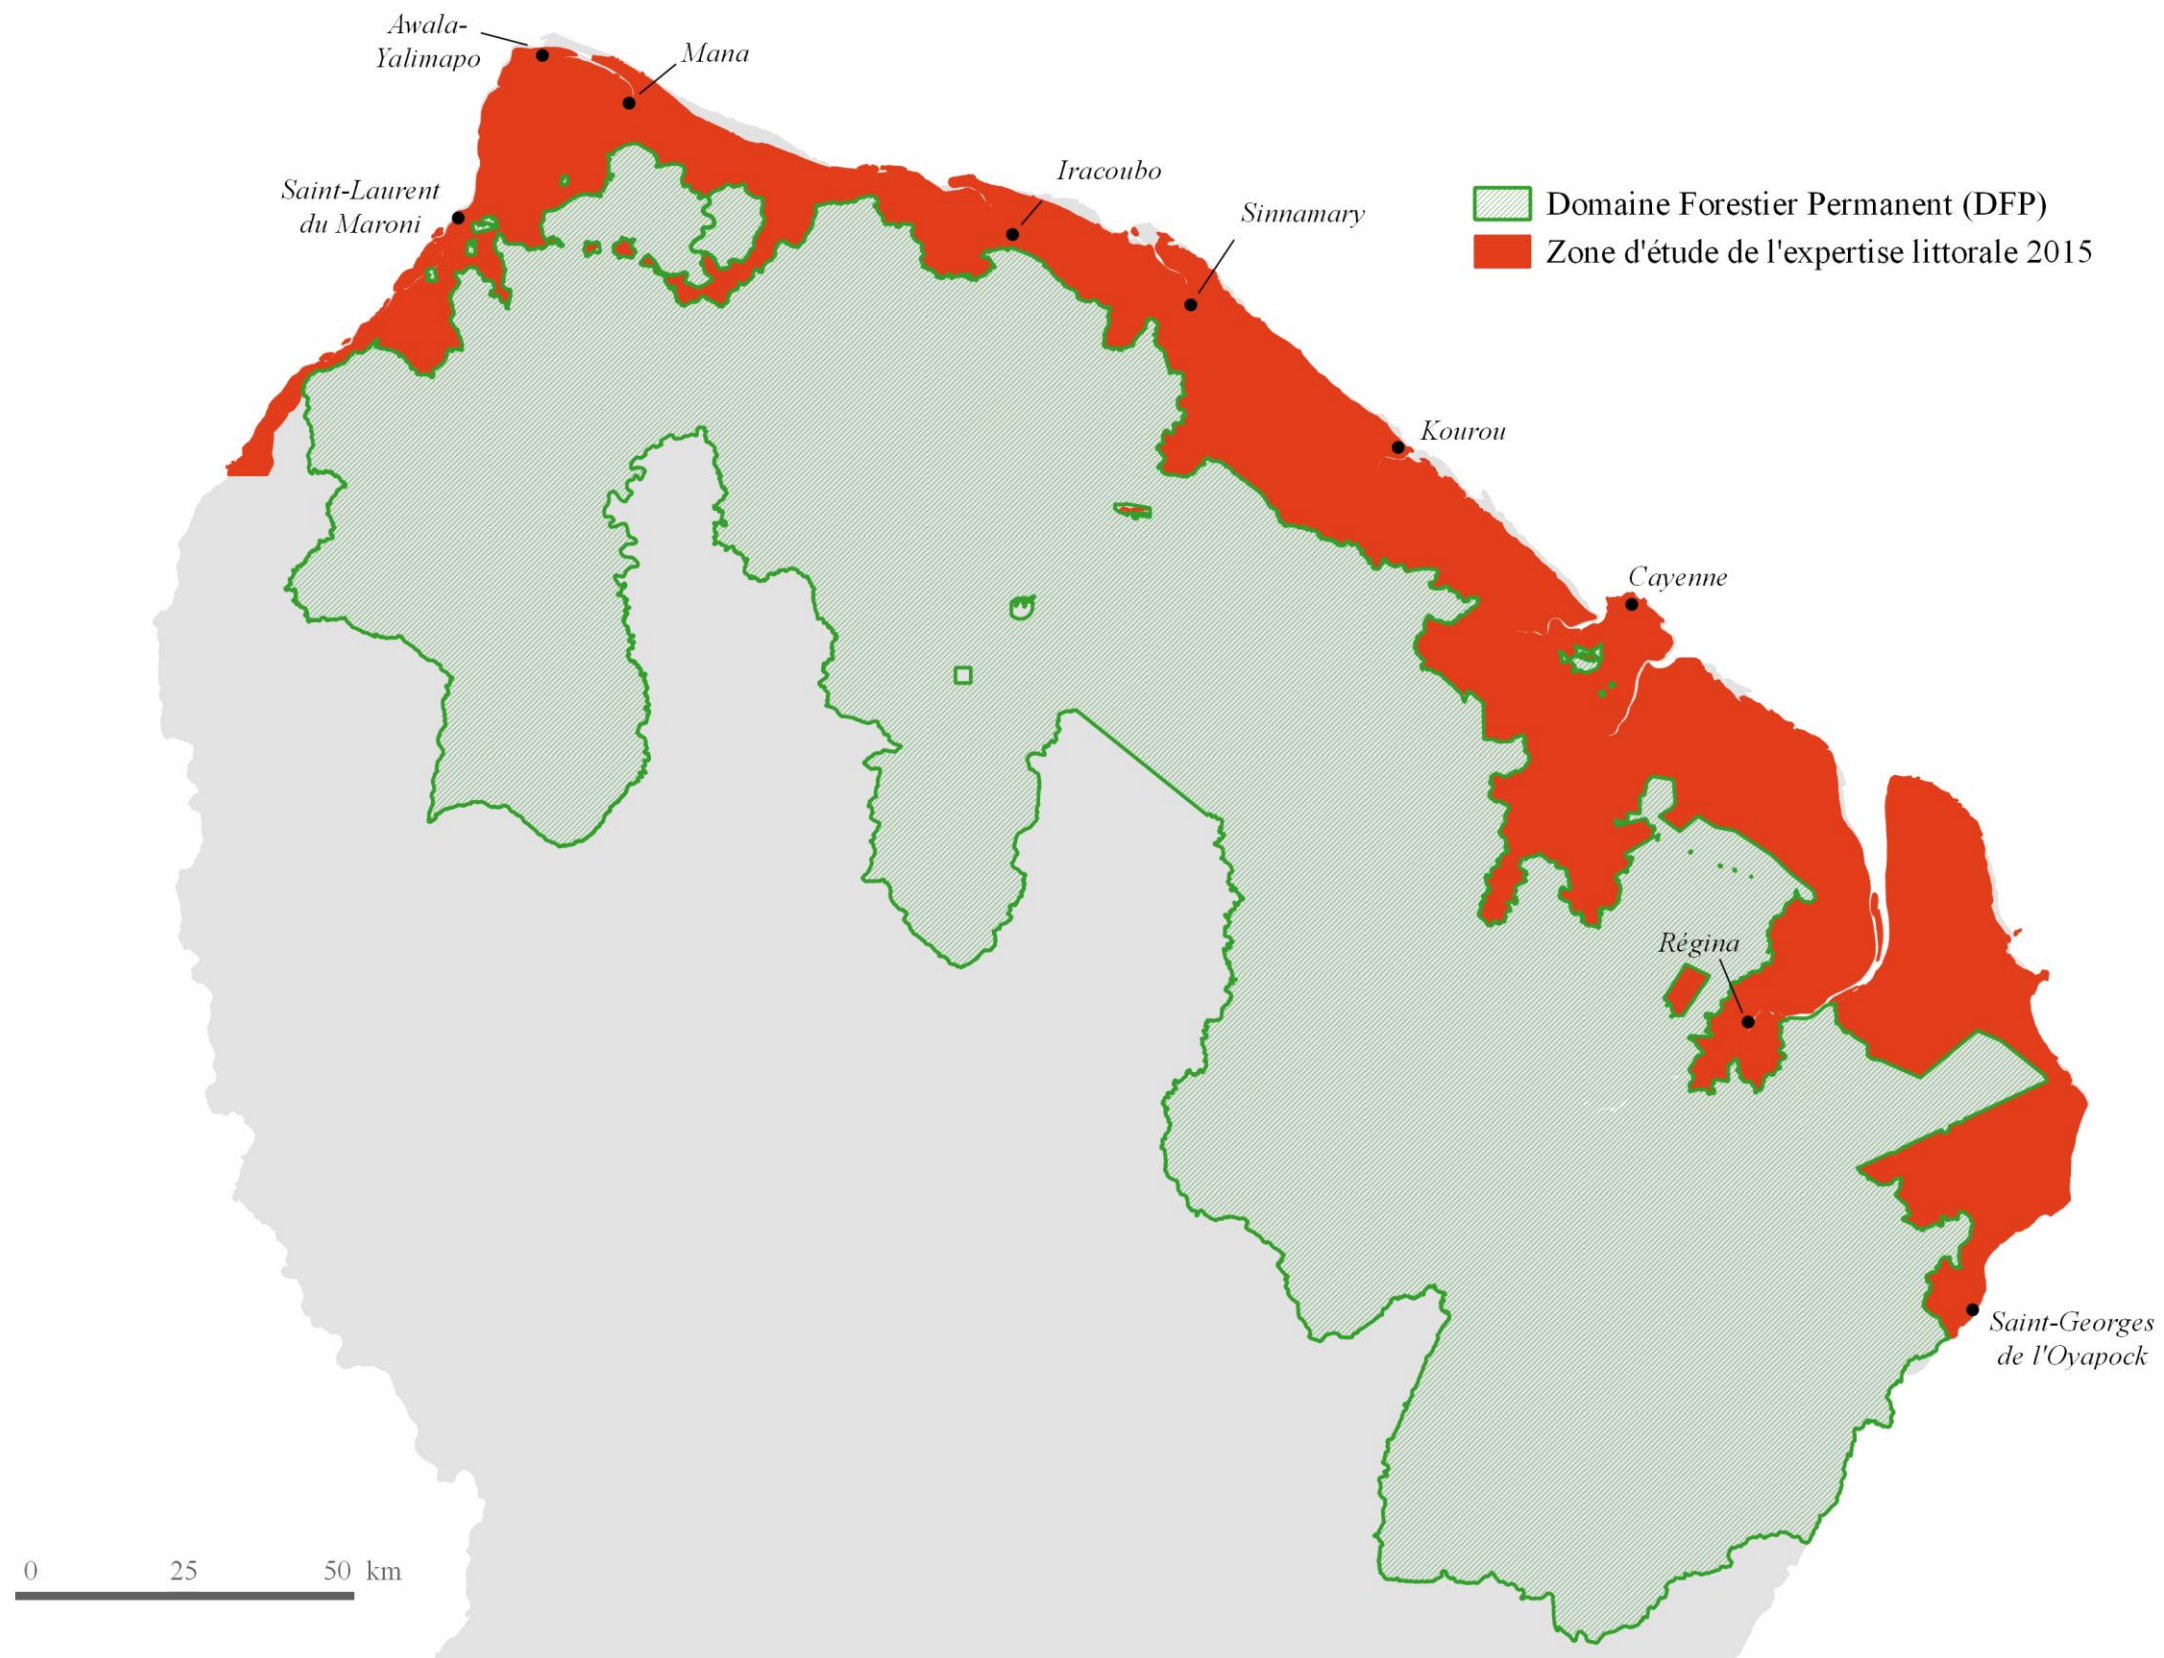 Awala-
Yalimapo
Mana
Iracoubo
Saint-Laurent
du Maroni
Sinnamary
Domaine Forestier Permanent (DFP)
Zone d'étude de l'expertise littorale 2015
Kourou
Cayenne
Régina
Saint-Georges
de l'Oyapock
0 25 50 km